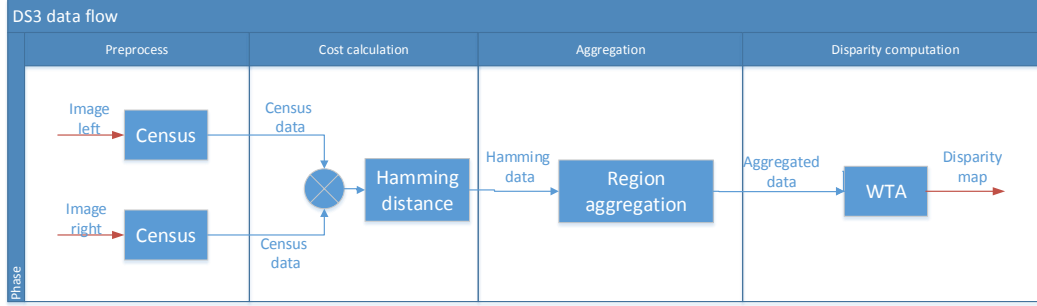 DS3 data flow
Preprocess
Cost calculation
Aggregation
Disparity computation
Phase
Image
left
Census
Census
data
Image
right
Census
Census
data
Hamming
distance
Hamming
data
Region
aggregation
Aggregated
data
WTA
Disparity
map